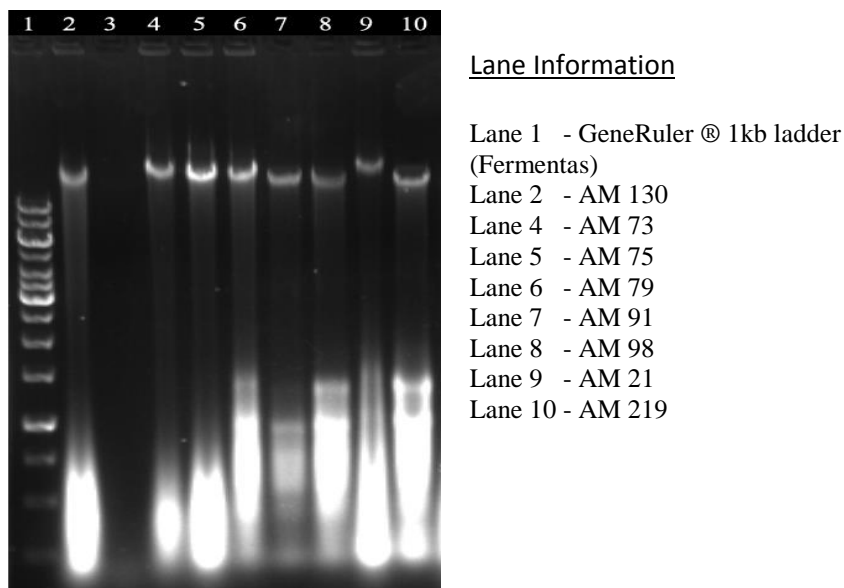 1 2 3 4 5 6 7 8 9 10
Lane Information
Lane 1 - GeneRuler ® 1kb ladder
(Fermentas)
Lane 2 - AM 130
Lane 4 - AM 73
Lane 5 - AM 75
Lane 6 - AM 79
Lane 7 - AM 91
Lane 8 - AM 98
Lane 9 - AM 21
Lane 10 - AM 219